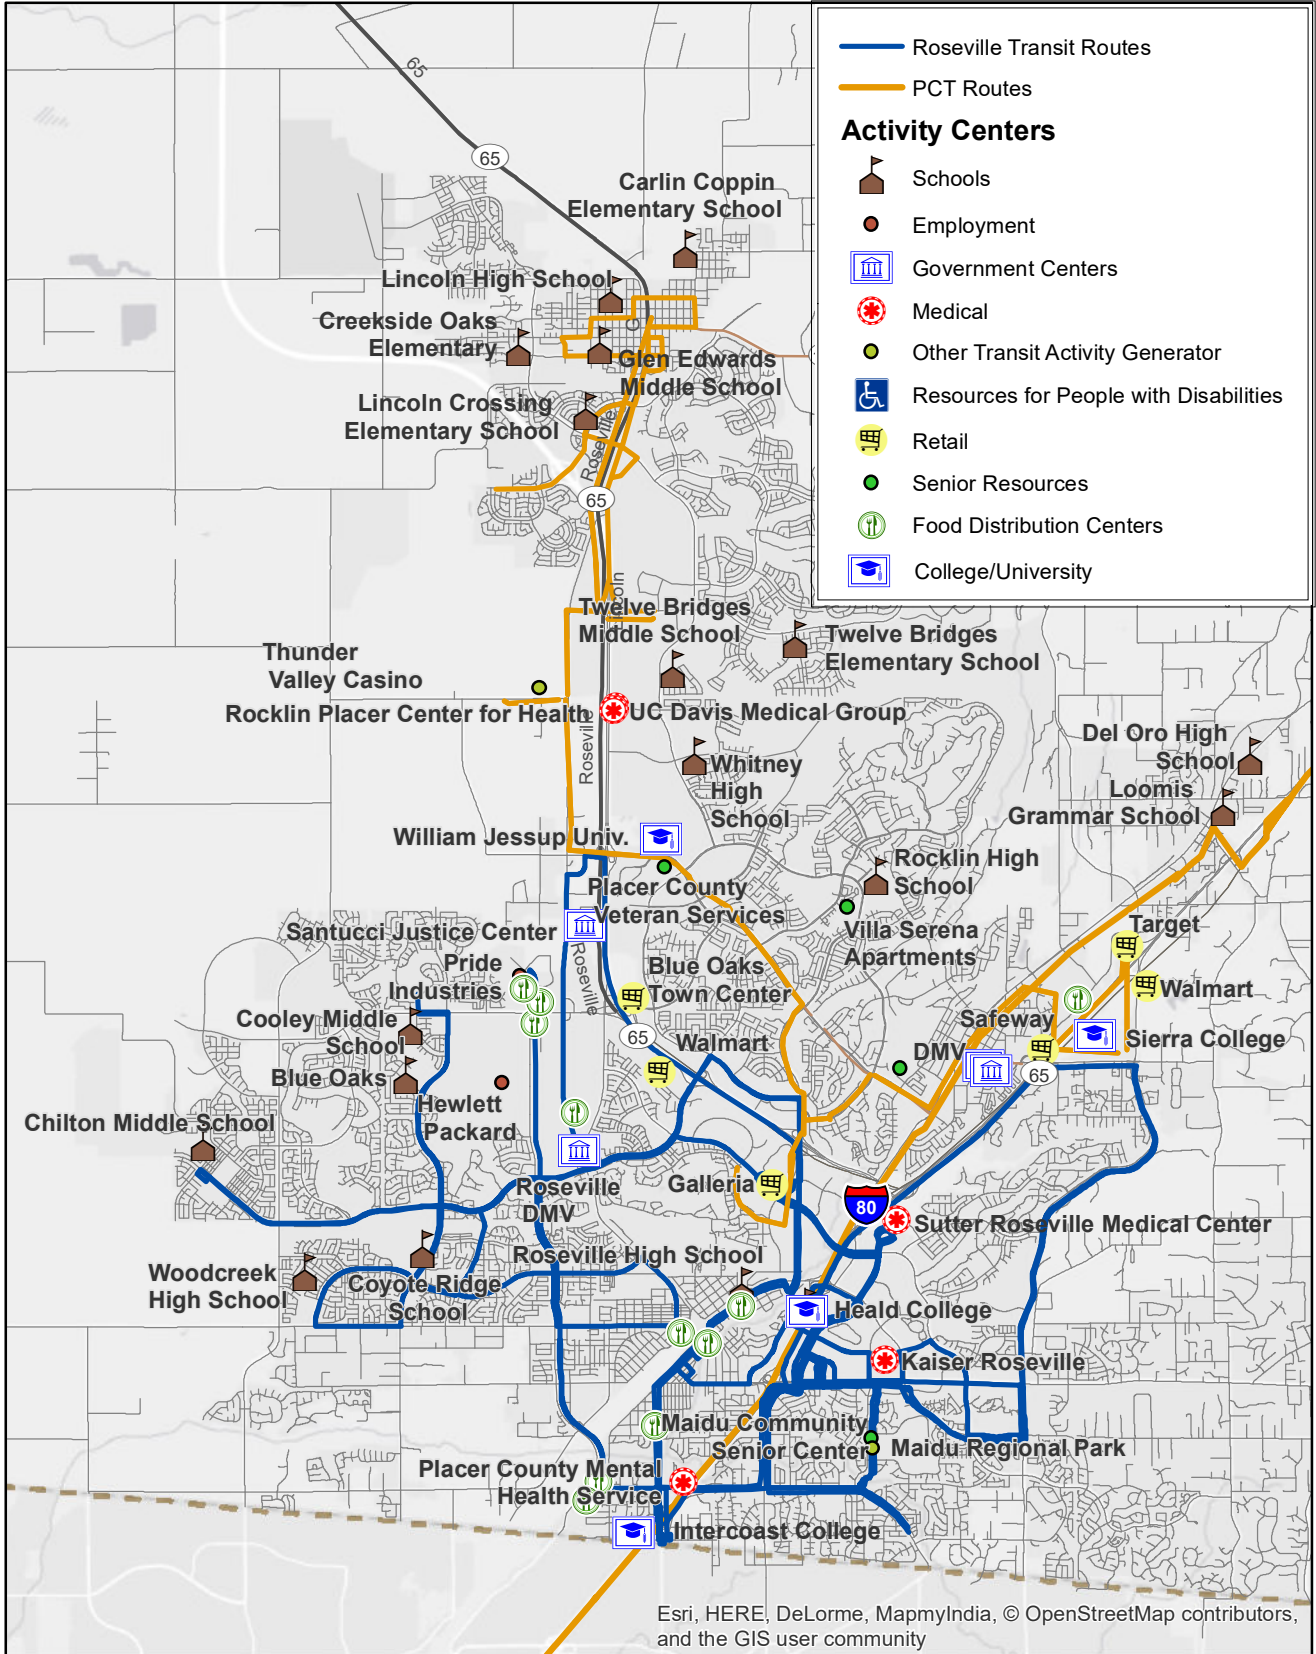 Roseville Transit Routes
PCT Routes
Activity Centers
Schools
Employment
Government Centers
Medical
Other Transit Activity Generator
Resources for People with Disabilities
Retail
Senior Resources
Food Distribution Centers
College/University
65
65
Carlin Coppin
Elementary School
Lincoln High School
G
Creekside Oaks
Elementary
Glen Edwards
Middle School
Lincoln Crossing
Elementary School
Roseville
65
Lincoln
Twelve Bridges
Middle School
Twelve Bridges
Elementary School
Thunder
Valley Casino
Rocklin Placer Center for Health
UC Davis Medical Group
Roseville
Whitney
High
School
Del Oro High
School
Loomis
Grammar School
William Jessup Univ.
Rocklin High
School
Placer County
Veteran Services
Santucci Justice Center
Villa Serena
Apartments
Target
Roseville
Pride
Industries
Blue Oaks
Town Center
Walmart
Cooley Middle
School
Safeway
Sierra College
65
Walmart
DMV
65
Blue Oaks
Hewlett
Packard
Chilton Middle School
Galleria
Roseville
DMV
80
Sutter Roseville Medical Center
Roseville High School
Woodcreek
High School
Coyote Ridge
School
Heald College
Kaiser Roseville
Maidu Community
Senior Center
Maidu Regional Park
Placer County Mental
Health Service
Intercoast College
Esri, HERE, DeLorme, MapmyIndia, © OpenStreetMap contributors,
and the GIS user community